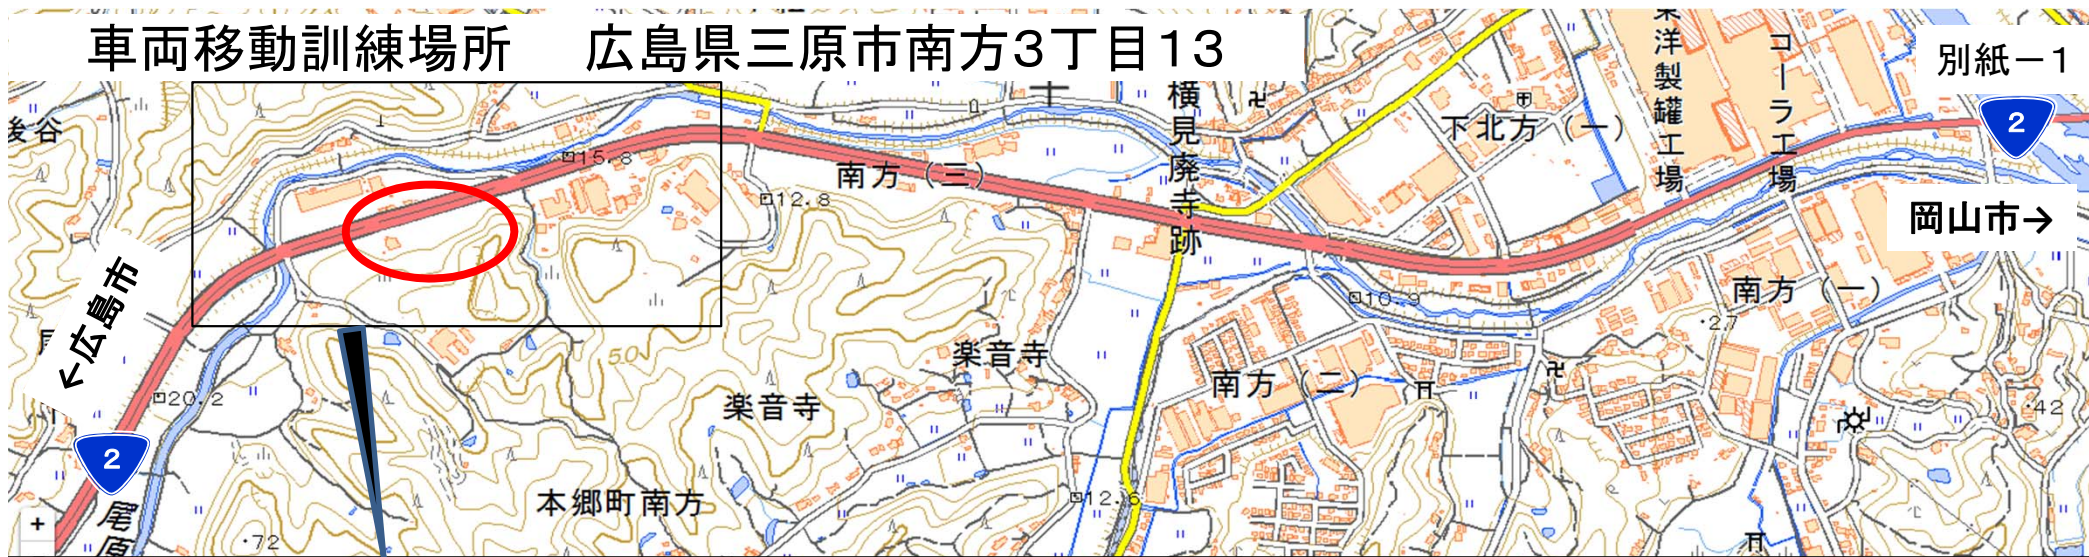 車両移動訓練場所　広島県三原市南方3丁目13
別紙－1
2
後谷
横見廃寺跡
下北方（一）
洋製罐工場
コーラ工場
15.8
南方（三）
12.8
岡山市→
←広島市
10.9
南方（一）
27
50
楽音寺
南方（二）
20.2
楽音寺
42
2
本郷町南方
12.6
+
尾原
72